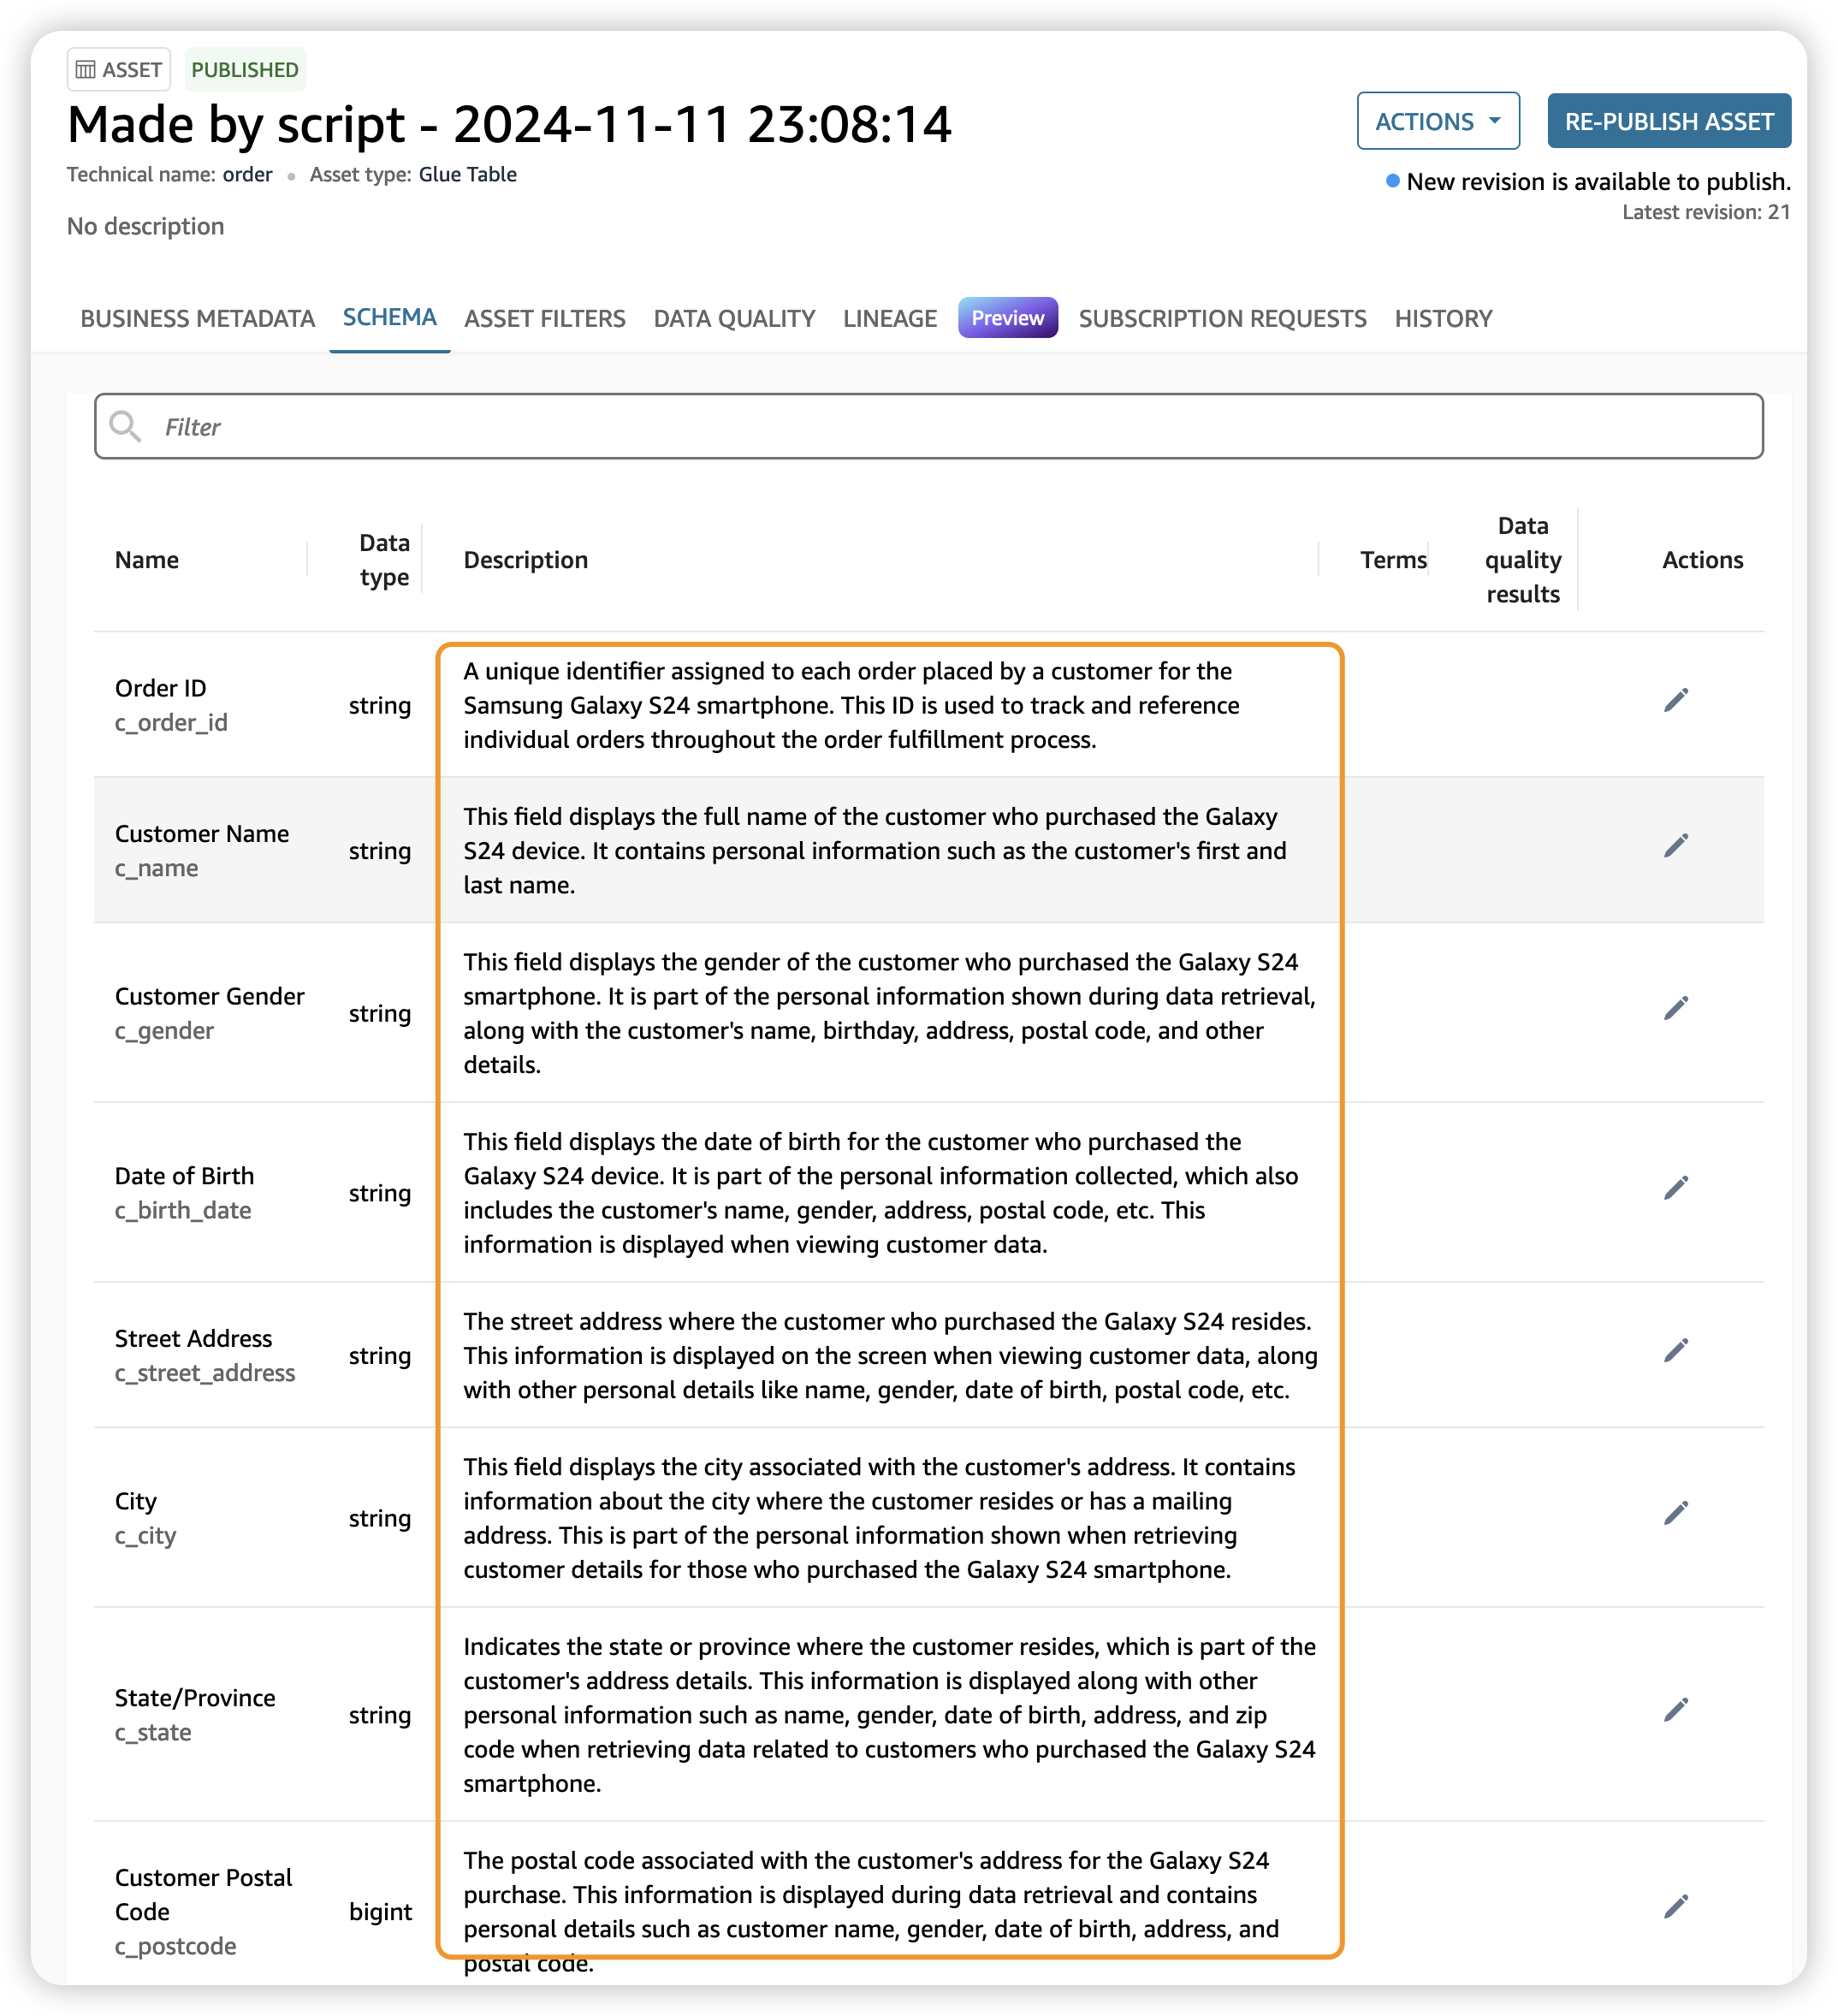 ASSET PUBLISHED
Made by script - 2024-11-11 23:08:14
ACTIONS
RE-PUBLISH ASSET
Technical name: order • Asset type: Glue Table
New revision is available to publish.
Latest revision: 21
No description
BUSINESS METADATA SCHEMA ASSET FILTERS DATA QUALITY LINEAGE Preview SUBSCRIPTION REQUESTS HISTORY
Filter
Name
Data
type
Description
Terms
Data
quality
results
Actions
Order ID
c_order_id
string
A unique identifier assigned to each order placed by a customer for the
Samsung Galaxy S24 smartphone. This ID is used to track and reference
individual orders throughout the order fulfillment process.
Customer Name
c_name
string
This field displays the full name of the customer who purchased the Galaxy
S24 device. It contains personal information such as the customer's first and
last name.
Customer Gender
c_gender
string
This field displays the gender of the customer who purchased the Galaxy S24
smartphone. It is part of the personal information shown during data retrieval,
along with the customer's name, birthday, address, postal code, and other
details.
Date of Birth
c_birth_date
string
This field displays the date of birth for the customer who purchased the
Galaxy S24 device. It is part of the personal information collected, which also
includes the customer's name, gender, address, postal code, etc. This
information is displayed when viewing customer data.
Street Address
c_street_address
string
The street address where the customer who purchased the Galaxy S24 resides.
This information is displayed on the screen when viewing customer data, along
with other personal details like name, gender, date of birth, postal code, etc.
City
c_city
string
This field displays the city associated with the customer's address. It contains
information about the city where the customer resides or has a mailing
address. This is part of the personal information shown when retrieving
customer details for those who purchased the Galaxy S24 smartphone.
State/Province
c_state
string
Indicates the state or province where the customer resides, which is part of the
customer's address details. This information is displayed along with other
personal information such as name, gender, date of birth, address, and zip
code when retrieving data related to customers who purchased the Galaxy S24
smartphone.
Customer Postal
Code
c_postcode
bigint
The postal code associated with the customer's address for the Galaxy S24
purchase. This information is displayed during data retrieval and contains
personal details such as customer name, gender, date of birth, address, and
postal code.